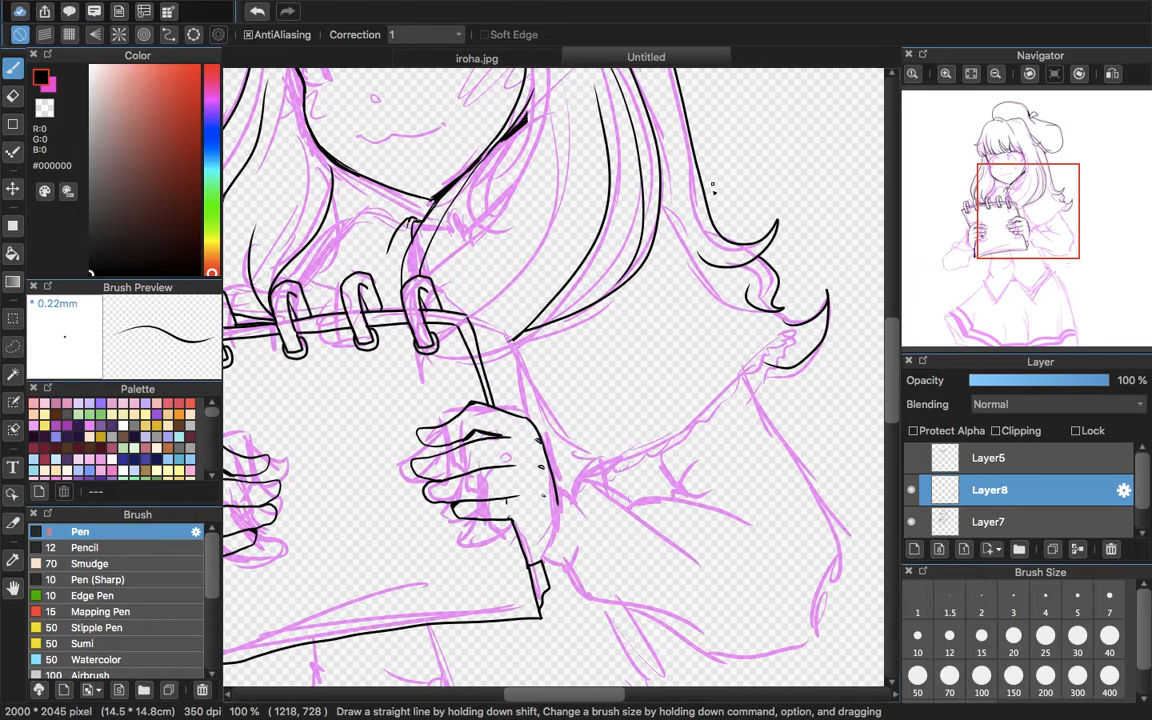 AntiAliasing Correction 1 Soft Edge
Color
iroha.jpg
Untitled
Navigator
R:0
G:0
B:0
#000000
Brush Preview
* 0.22mm
Palette
---
Brush
Pen
12 Pencil
70 Smudge
10 Pen (Sharp)
10 Edge Pen
15 Mapping Pen
50 Stipple Pen
50 Sumi
50 Watercolor
100 Airbrush
Layer
Opacity 100 %
Blending Normal
Protect Alpha Clipping Lock
Layer5
Layer8
Layer7
Brush Size
1 1.5 2 3 4 5 7
10 12 15 20 25 30 40
50 70 100 150 200 300 400
2000 * 2045 pixel (14.5 * 14.8cm) 350 dpi 100 % ( 1218, 728 ) Draw a straight line by holding down shift, Change a brush size by holding down command, option, and dragging